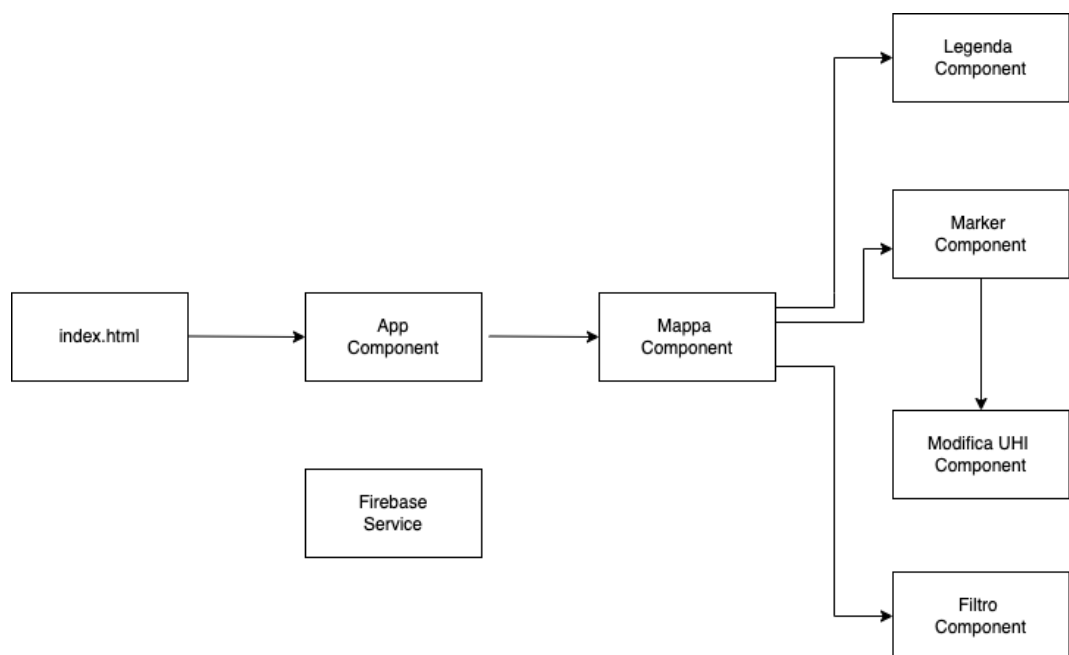 Legenda
Component
Marker
Component
index.html
App
Component
Mappa
Component
Modifica UHI
Component
Firebase
Service
Filtro
Component